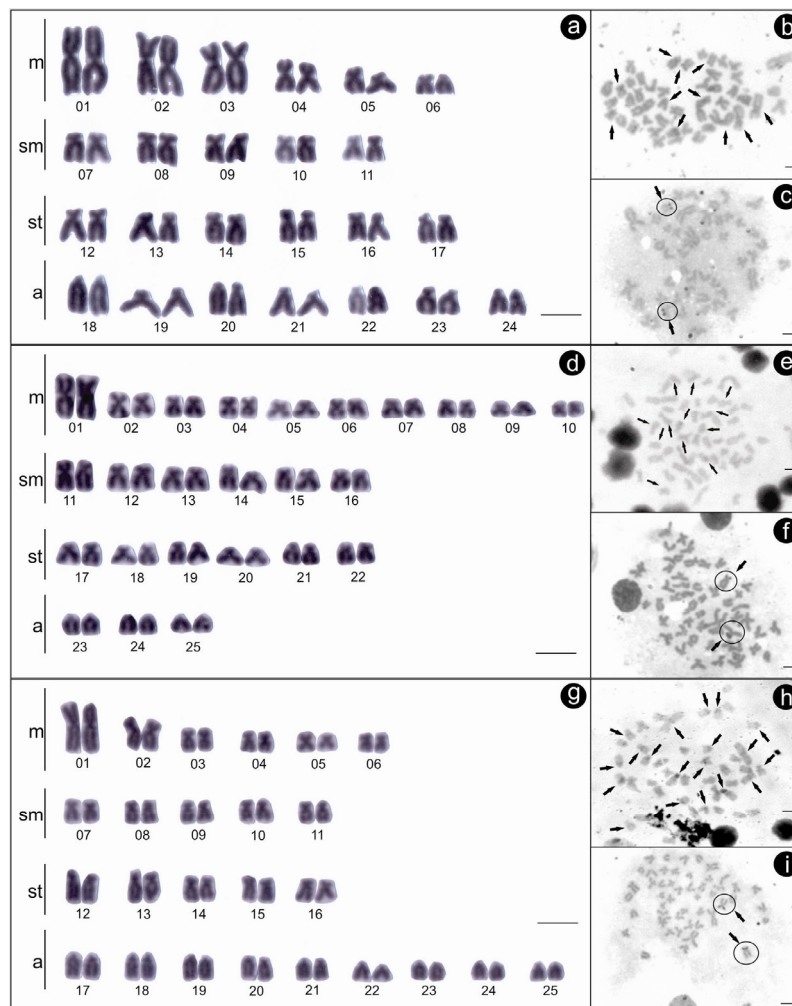 a
m
01 02 03 04 05 06
sm
07 08 09 10 11
st
12 13 14 15 16 17
a
18 19 20 21 22 23 24
b
c
d
m
01 02 03 04 05 06 07 08 09 10
sm
11 12 13 14 15 16
st
17 18 19 20 21 22
a
23 24 25
e
f
g
m
01 02 03 04 05 06
sm
07 08 09 10 11
st
12 13 14 15 16
a
17 18 19 20 21 22 23 24 25
h
i